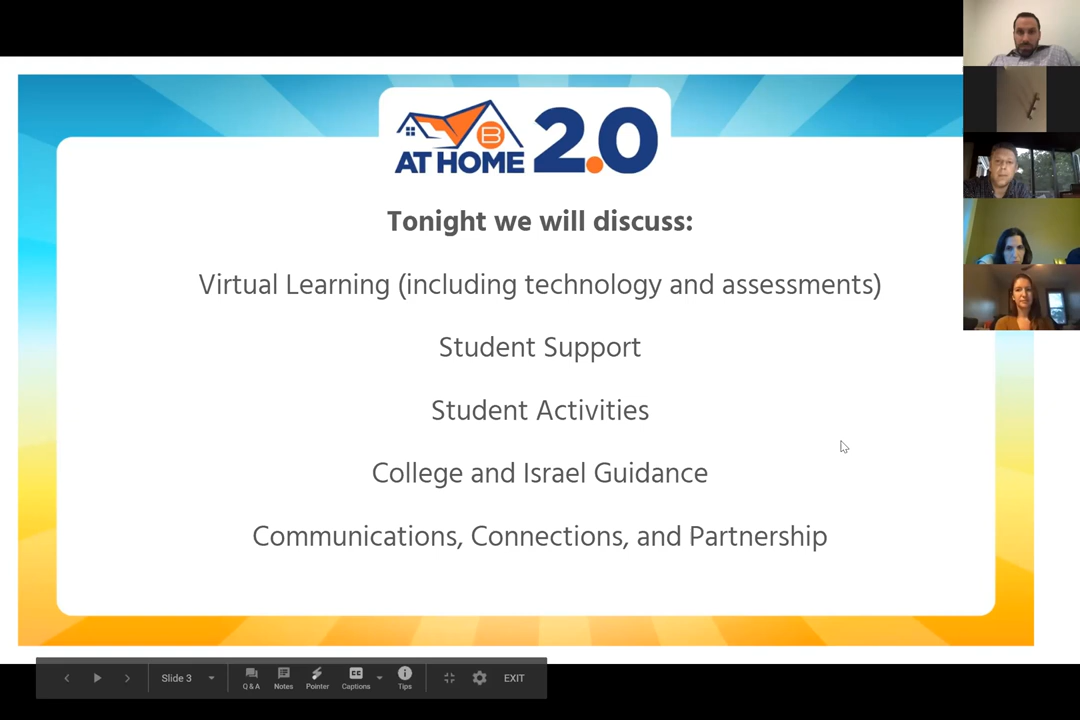 B
AT HOME 2.0
Tonight we will discuss:
Virtual Learning (including technology and assessments)
Student Support
Student Activities
College and Israel Guidance
Communications, Connections, and Partnership
Slide 3
Q & A
Notes
Pointer
CC
Captions
Tips
EXIT